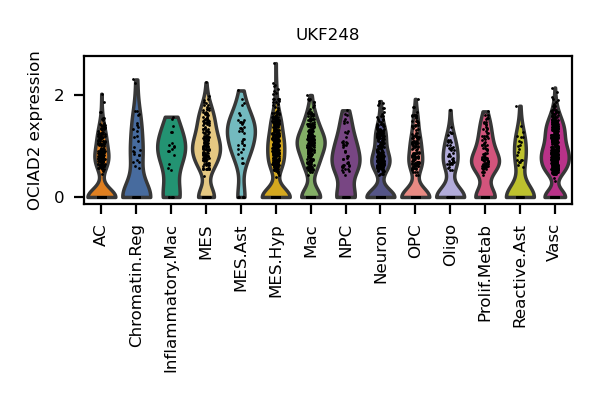 UKF248
OCIAD2 expression
2
0
AC
Chromatin.Reg
Inflammatory.Mac
MES
MES.Ast
MES.Hyp
Mac
NPC
Neuron
OPC
Oligo
Prolif.Metab
Reactive.Ast
Vasc